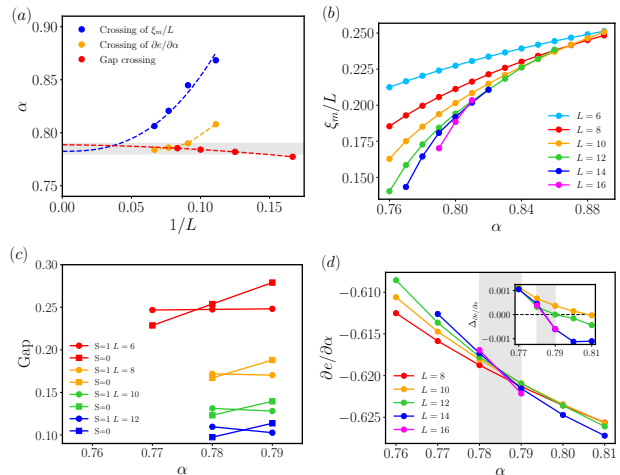 (a)
Crossing of ξm/L
Crossing of ∂e/∂α
Gap crossing
0.85
0.80
0.75
α
0.00
0.05
0.10
0.15
1/L
(b)
0.250
0.225
0.200
0.175
0.150
ξm/L
L = 6
L = 8
L = 10
L = 12
L = 14
L = 16
0.76
0.80
0.84
0.88
α
(c)
0.30
0.25
0.20
0.15
0.10
Gap
S=1 L = 6
S=0
S=1 L = 8
S=0
S=1 L = 10
S=0
S=1 L = 12
S=0
0.76
0.77
0.78
0.79
α
(d)
−0.610
−0.615
−0.620
−0.625
∂e/∂α
0.001
0.000
−0.001
Δ∂e/∂α
0.77
0.79
0.81
L = 8
L = 10
L = 12
L = 14
L = 16
0.76
0.77
0.78
0.79
0.80
0.81
α